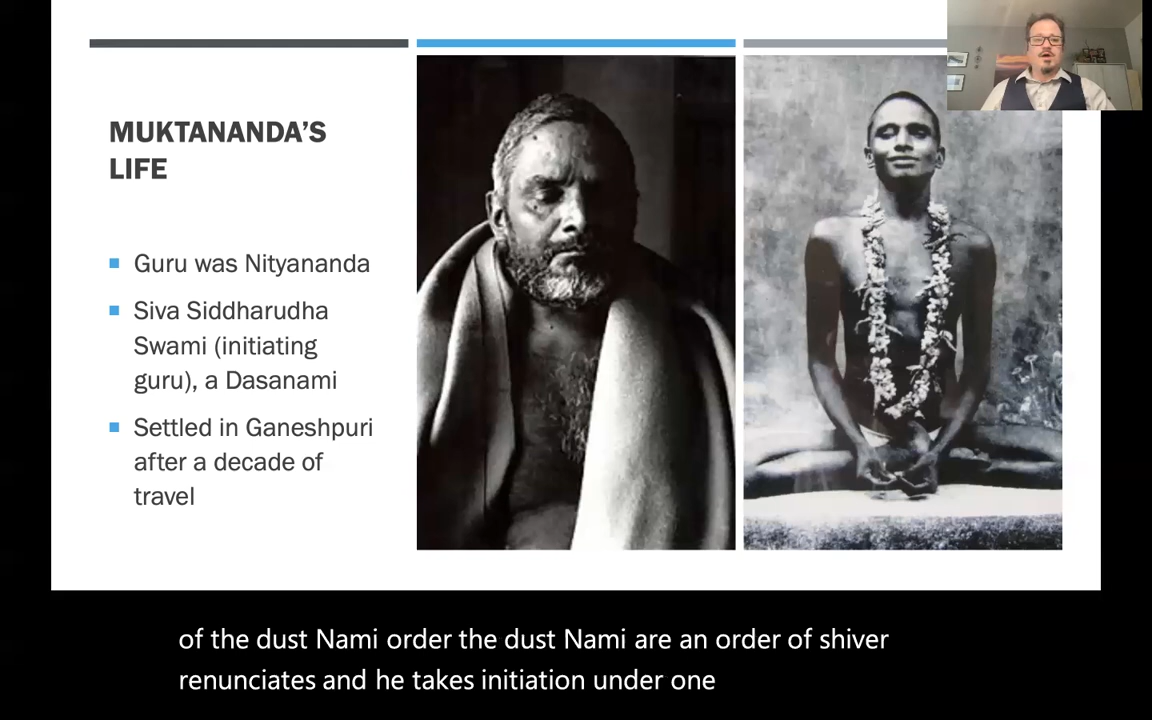 MUKTANANDA’S
LIFE
Guru was Nityananda
Siva Siddharudha
Swami (initiating
guru), a Dasanami
Settled in Ganeshpuri
after a decade of
travel
of the dust Nami order the dust Nami are an order of shiver
renunciates and he takes initiation under one